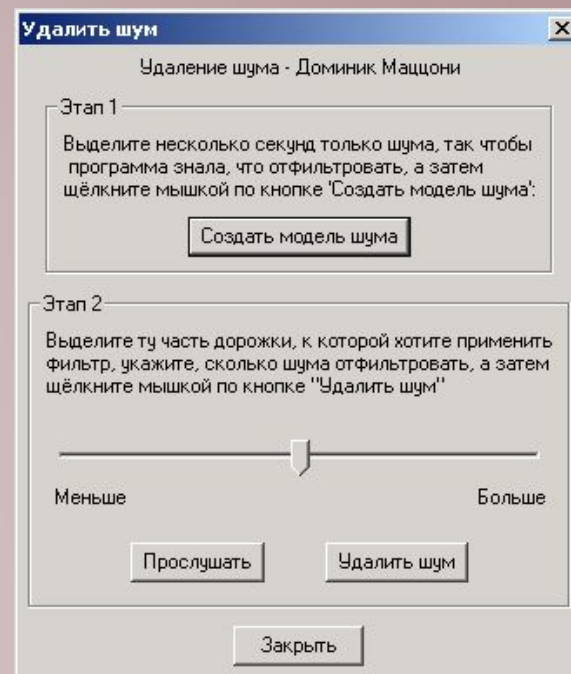 Удалить шум
Удаление шума - Доминик Маццони
Этап 1
Выделите несколько секунд только шума, так чтобы
программа знала, что отфильтровать, а затем
щёлкните мышкой по кнопке 'Создать модель шума':
Создать модель шума
Этап 2
Выделите ту часть дорожки, к которой хотите применить
фильтр, укажите, сколько шума отфильтровать, а затем
щёлкните мышкой по кнопке "Удалить шум"
Меньше Больше
Прослушать Удалить шум
Закрыть